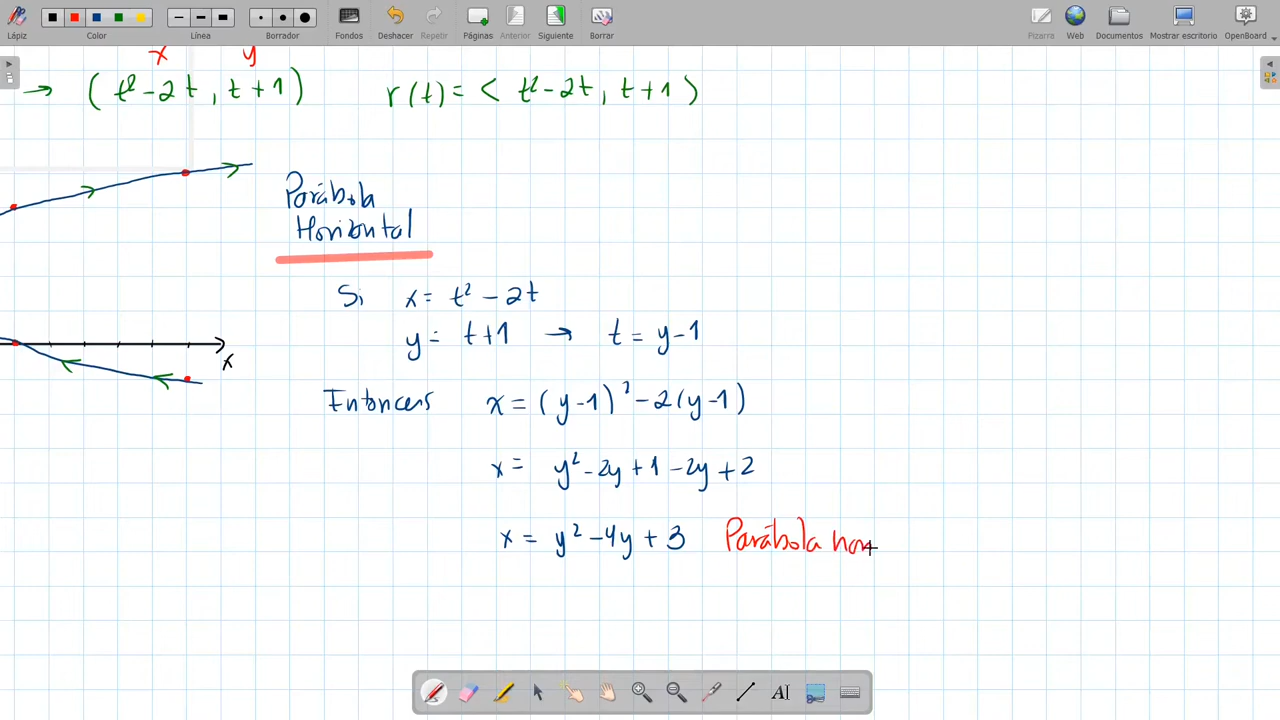 Lápiz Color Línea Borrador Fondos Deshacer Repetir Páginas Anterior Siguiente Borrar Pizarra Web Documentos Mostrar escritorio OpenBoard
x y
→ (t² - 2t, t + 1) r(t) = ⟨ t² - 2t, t + 1 ⟩
Parábola
Horizontal
Si x = t² - 2t
y = t + 1 → t = y - 1
x
Entonces x = (y - 1)² - 2(y - 1)
x = y² - 2y + 1 - 2y + 2
x = y² - 4y + 3 Parábola hor